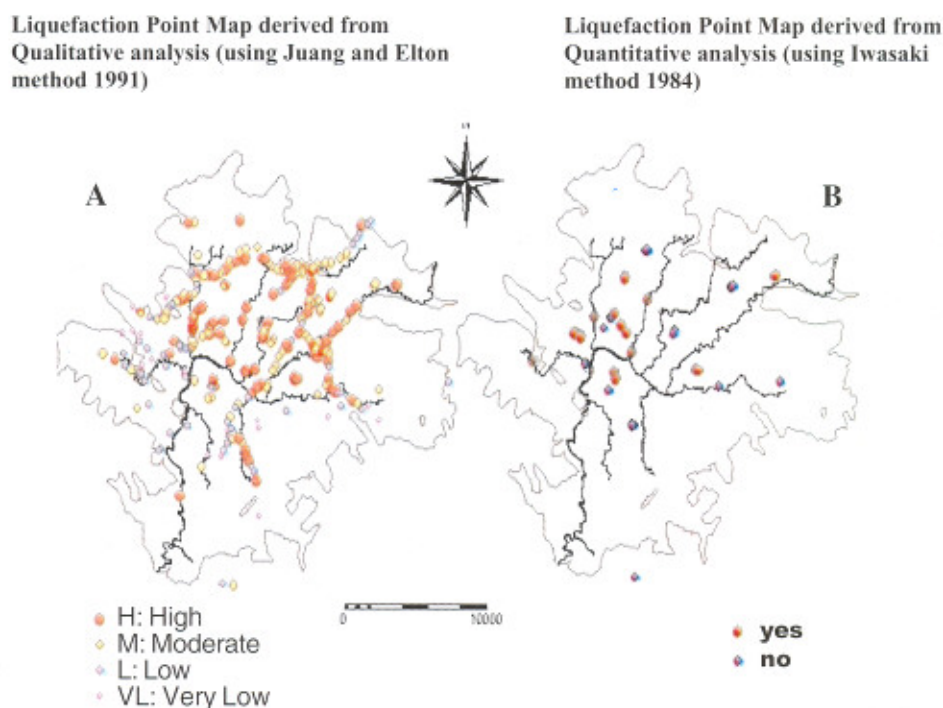 Liquefaction Point Map derived from
Qualitative analysis (using Juang and Elton
method 1991)
Liquefaction Point Map derived from
Quantitative analysis (using Iwasaki
method 1984)
A
B
H: High
M: Moderate
L: Low
VL: Very Low
0
10000
yes
no